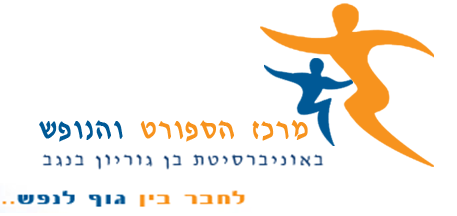 מרכז הספורט והנופש
באוניברסיטת בן גוריון בנגב
לחבר בין גוף לנפש..